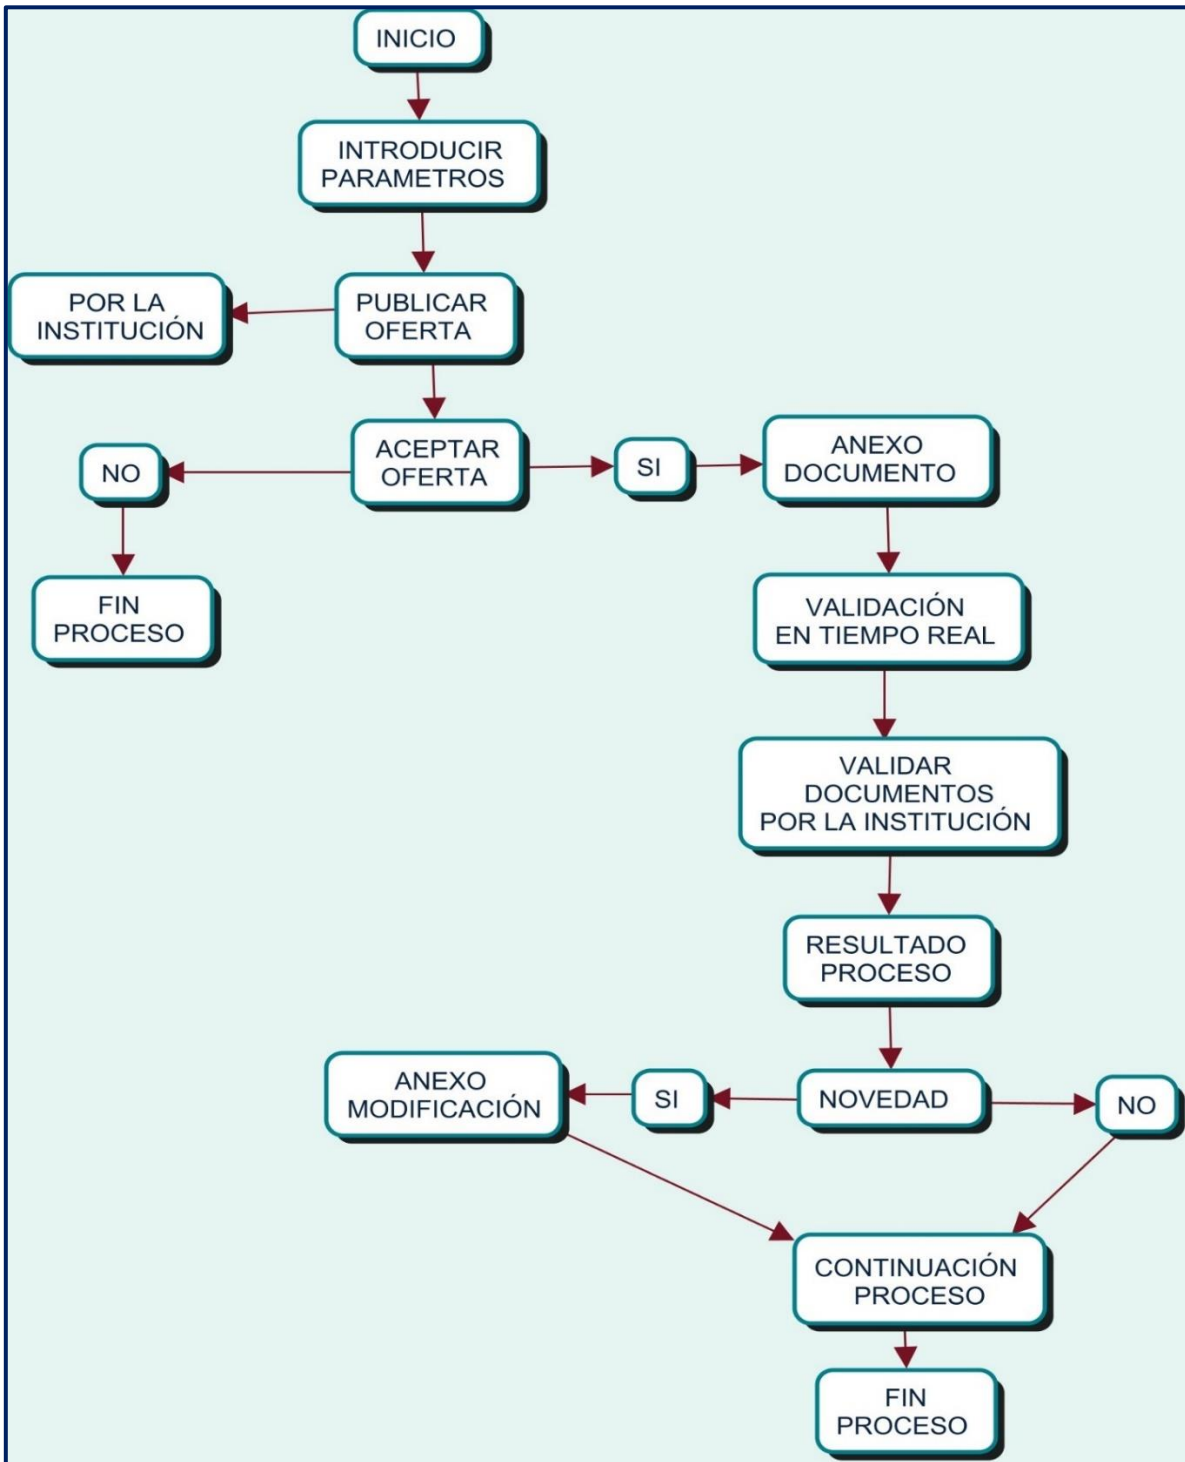 INICIO
INTRODUCIR
PARAMETROS
POR LA
INSTITUCIÓN
PUBLICAR
OFERTA
NO
ACEPTAR
OFERTA
SI
ANEXO
DOCUMENTO
FIN
PROCESO
VALIDACIÓN
EN TIEMPO REAL
VALIDAR
DOCUMENTOS
POR LA INSTITUCIÓN
RESULTADO
PROCESO
ANEXO
MODIFICACIÓN
SI
NOVEDAD
NO
CONTINUACIÓN
PROCESO
FIN
PROCESO